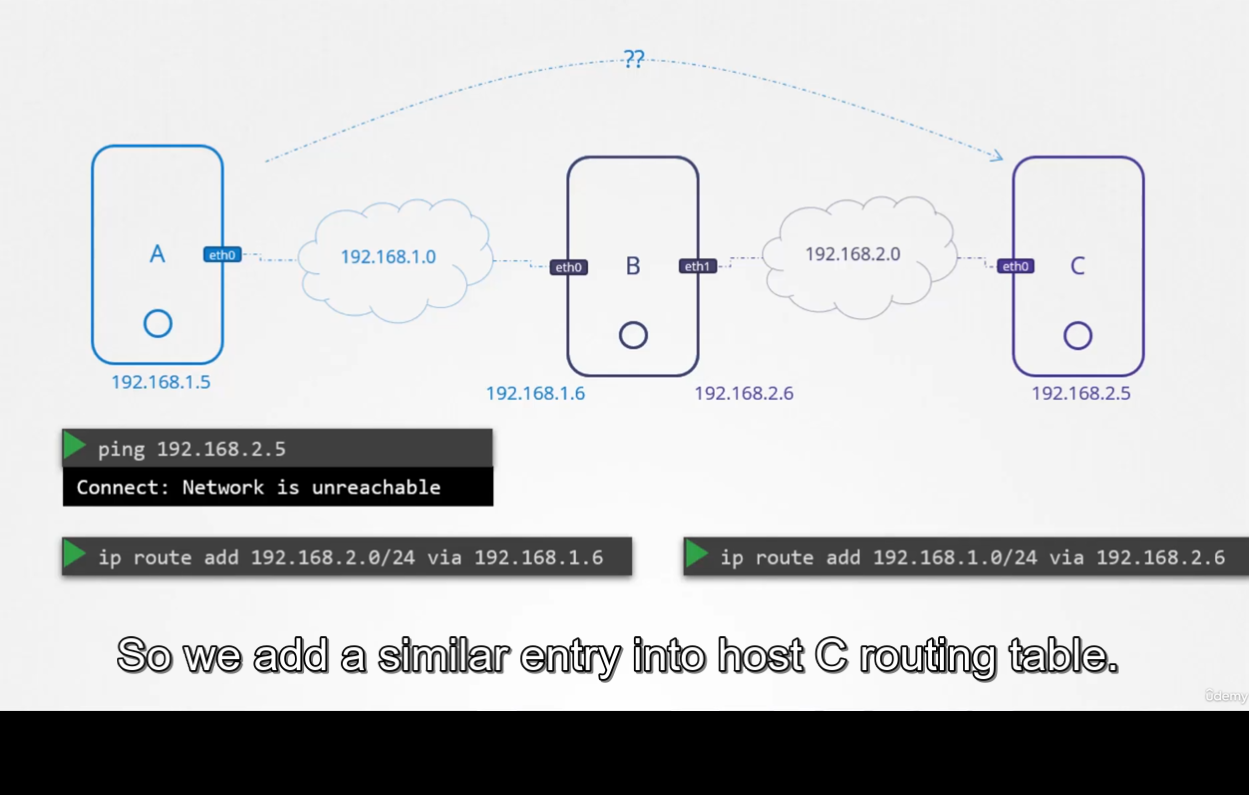 ??
A
eth0
192.168.1.0
eth0
B
eth1
192.168.2.0
eth0
C
192.168.1.5
192.168.1.6
192.168.2.6
192.168.2.5
ping 192.168.2.5
Connect: Network is unreachable
ip route add 192.168.2.0/24 via 192.168.1.6
ip route add 192.168.1.0/24 via 192.168.2.6
So we add a similar entry into host C routing table.
ûdemy